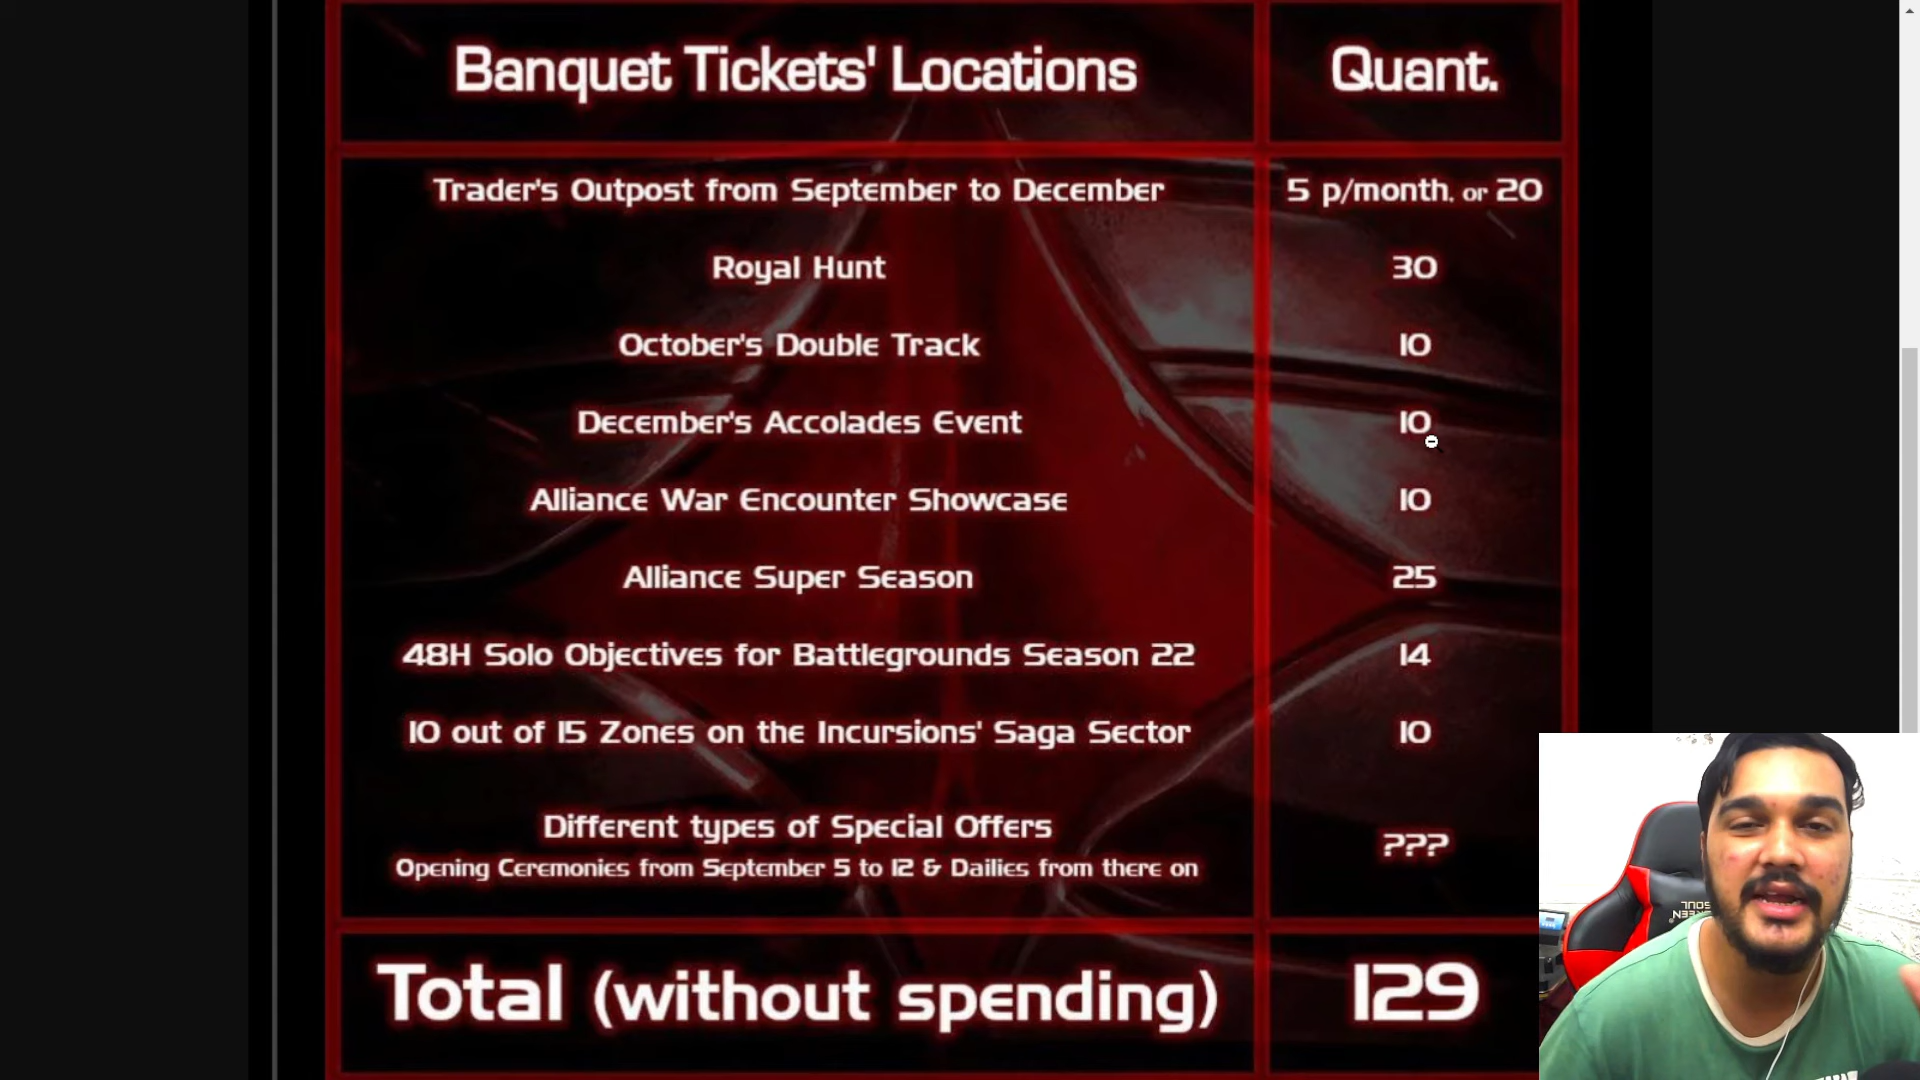 Banquet Tickets' Locations Quant.
Trader's Outpost from September to December 5 p/month, or 20
Royal Hunt 30
October's Double Track 10
December's Accolades Event 10
Alliance War Encounter Showcase 10
Alliance Super Season 25
48H Solo Objectives for Battlegrounds Season 22 14
10 out of 15 Zones on the Incursions' Saga Sector 10
Different types of Special Offers ???
Opening Ceremonies from September 5 to 12 & Dailies from there on
Total (without spending) 129